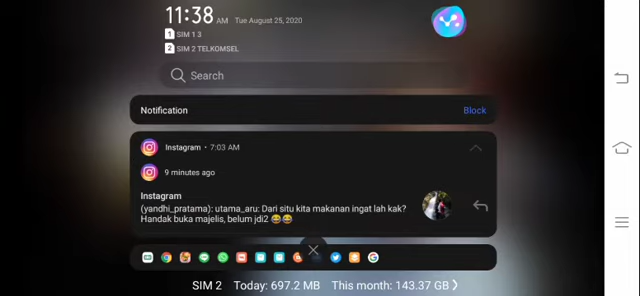 11:38 AM Tue August 25, 2020
1 SIM 1 3
2 SIM 2 TELKOMSEL
Search
Notification Block
Instagram • 7:03 AM
9 minutes ago
Instagram
(yandhi_pratama): utama_aru: Dari situ kita makanan ingat lah kak?
Handak buka majelis, belum jdi2 😂😂
SIM 2 Today: 697.2 MB This month: 143.37 GB